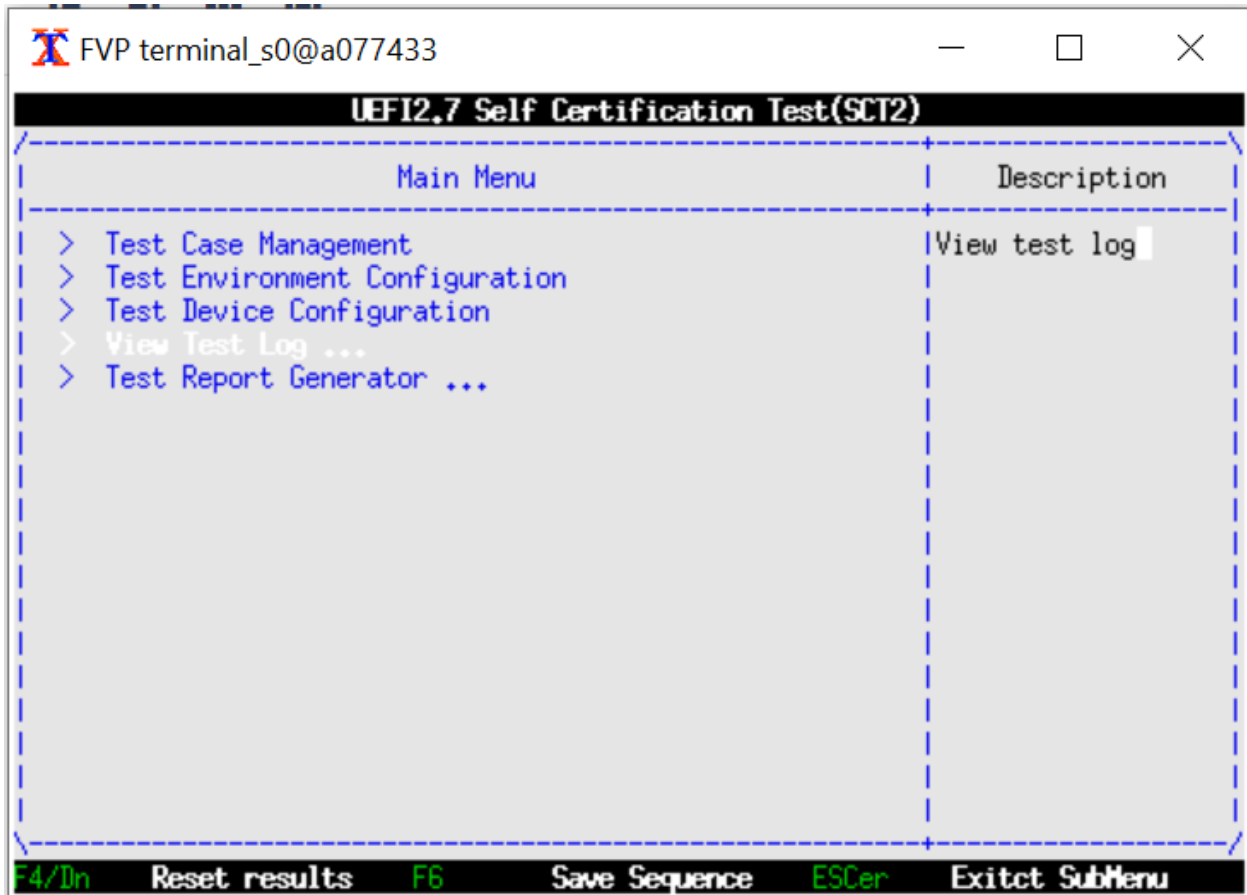 FVP terminal_s0@a077433
UEFI2.7 Self Certification Test(SCT2)
Main Menu
Description
> Test Case Management
View test log
> Test Environment Configuration
> Test Device Configuration
> View Test Log ...
> Test Report Generator ...
F4/Dn Reset results F6 Save Sequence ESCer Exitct SubMenu